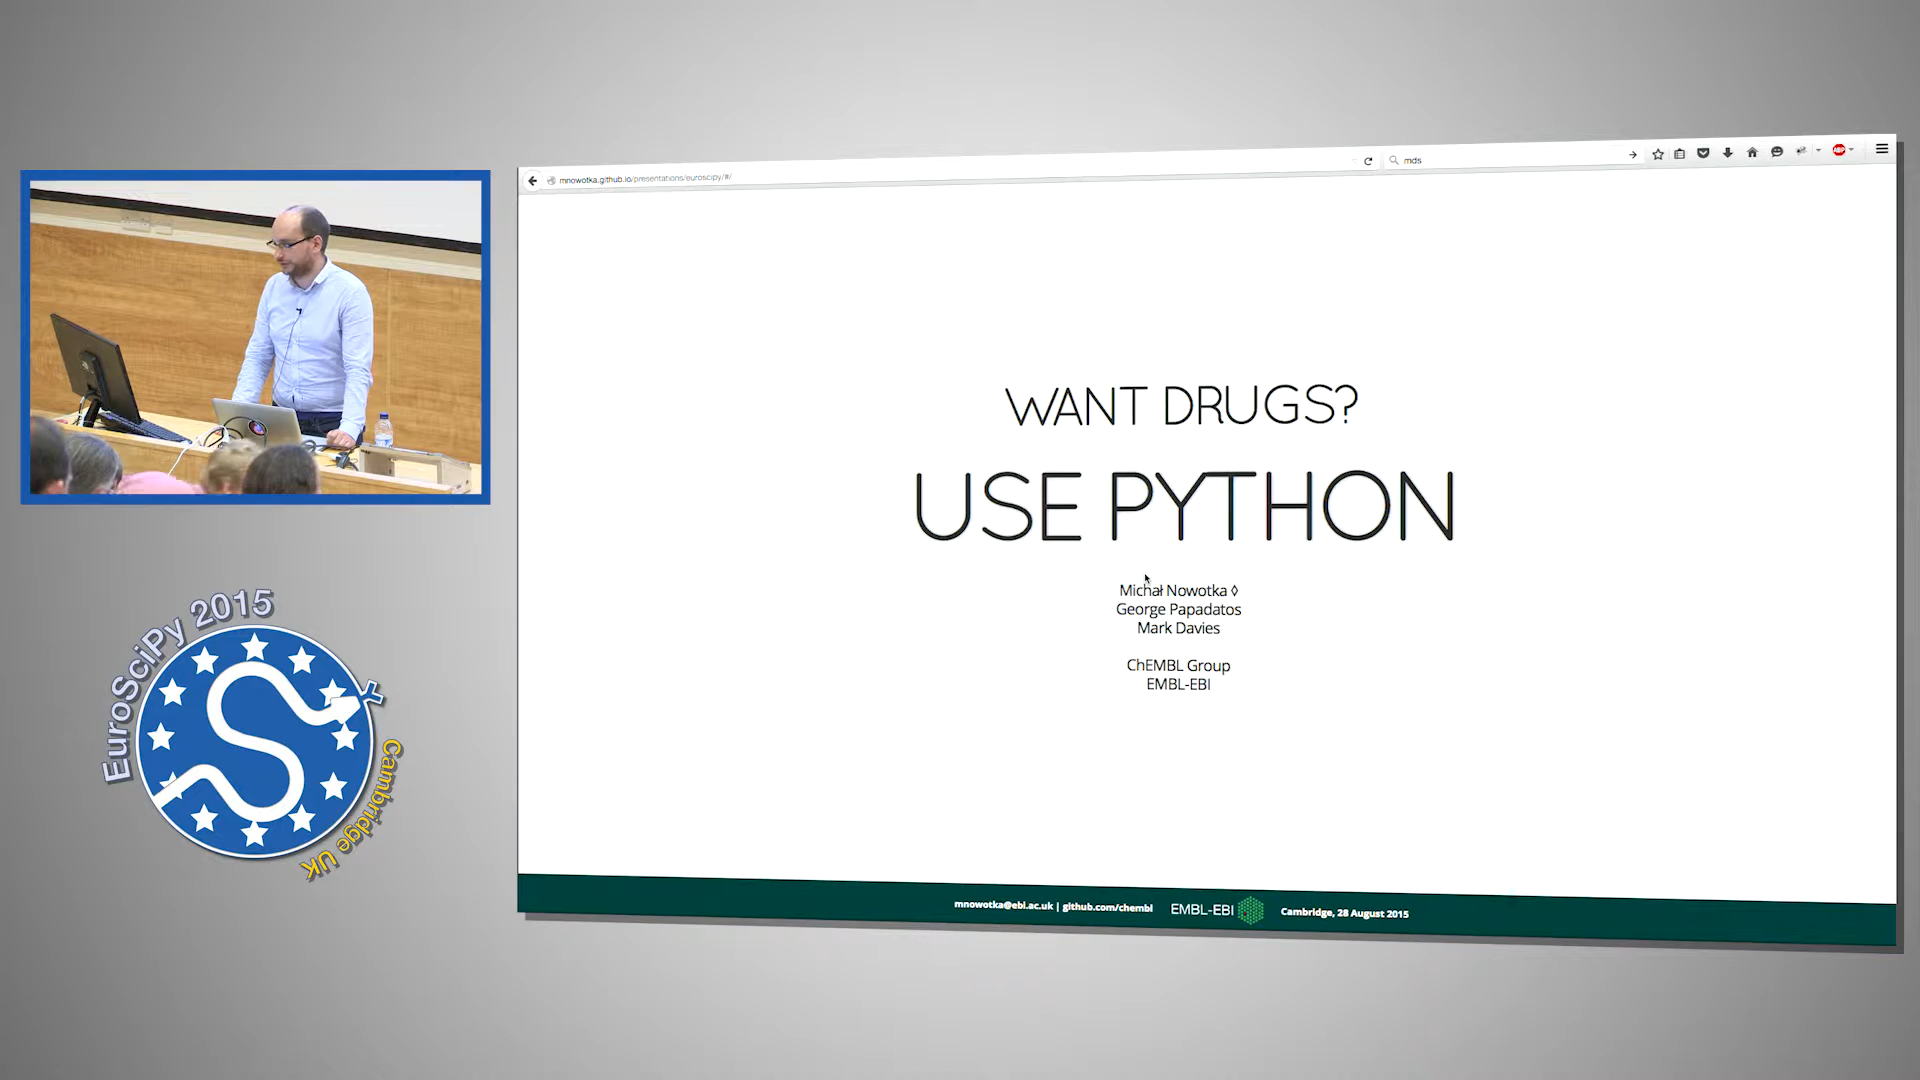 mnowotka.github.io/presentations/euroscipy/#/
mds
ABP
WANT DRUGS?
USE PYTHON
Michał Nowotka ◊
George Papadatos
Mark Davies
ChEMBL Group
EMBL-EBI
mnowotka@ebi.ac.uk | github.com/chembl
EMBL-EBI
Cambridge, 28 August 2015
EuroSciPy 2015
Cambridge UK